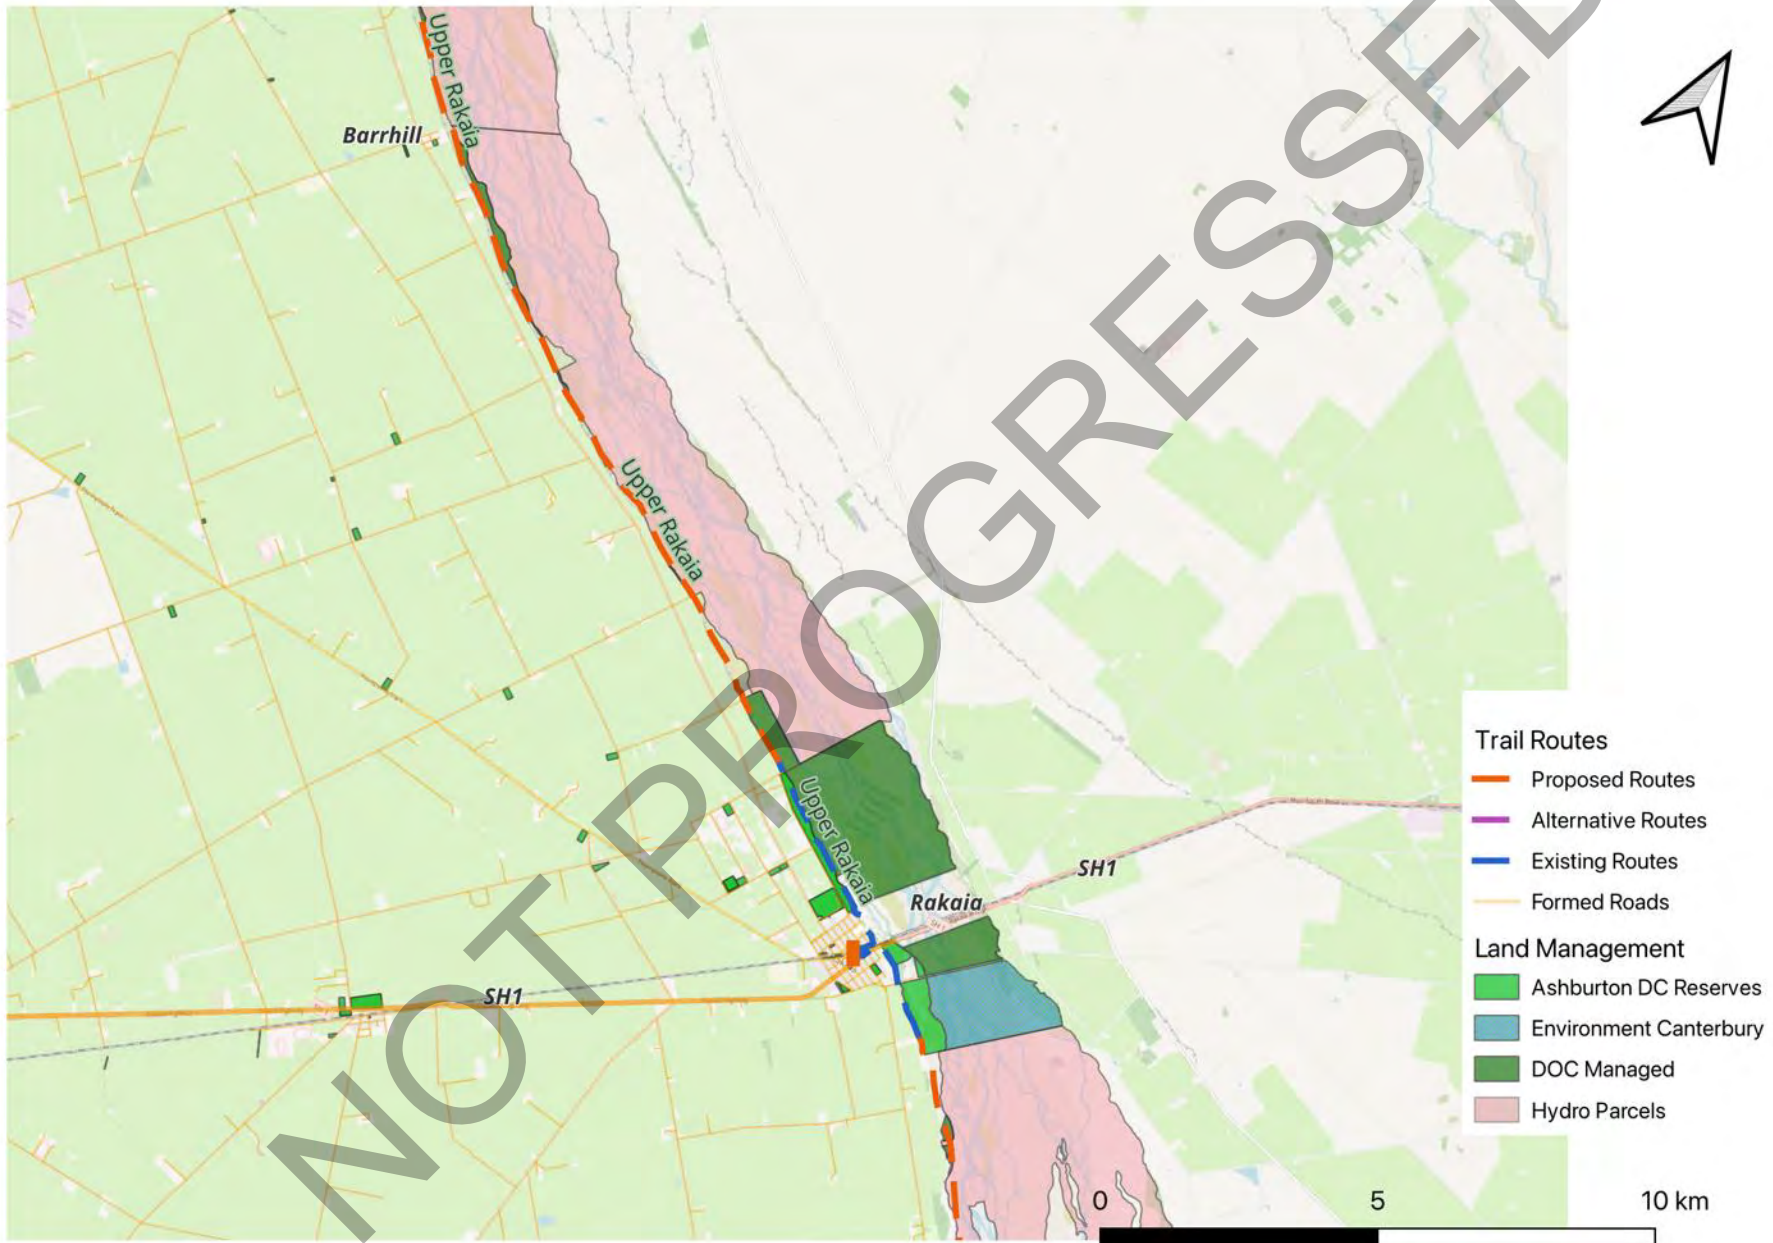 Upper Rakaia
Barrhill
Upper Rakaia
Upper Rakaia
Rakaia
SH1
SH1
NOT PROGRESSED
Trail Routes
Proposed Routes
Alternative Routes
Existing Routes
Formed Roads
Land Management
Ashburton DC Reserves
Environment Canterbury
DOC Managed
Hydro Parcels
0 5 10 km